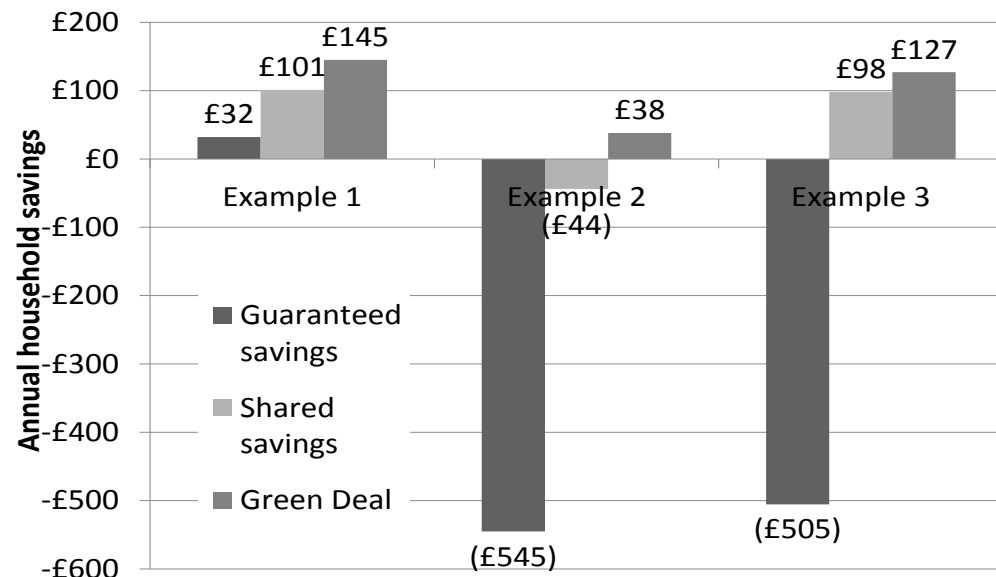 Annual household savings
£200
£100
£0
-£100
-£200
-£300
-£400
-£500
-£600
£32
£101
£145
Example 1
£38
Example 2
(£44)
(£545)
£98
£127
Example 3
(£505)
Guaranteed
savings
Shared
savings
Green Deal